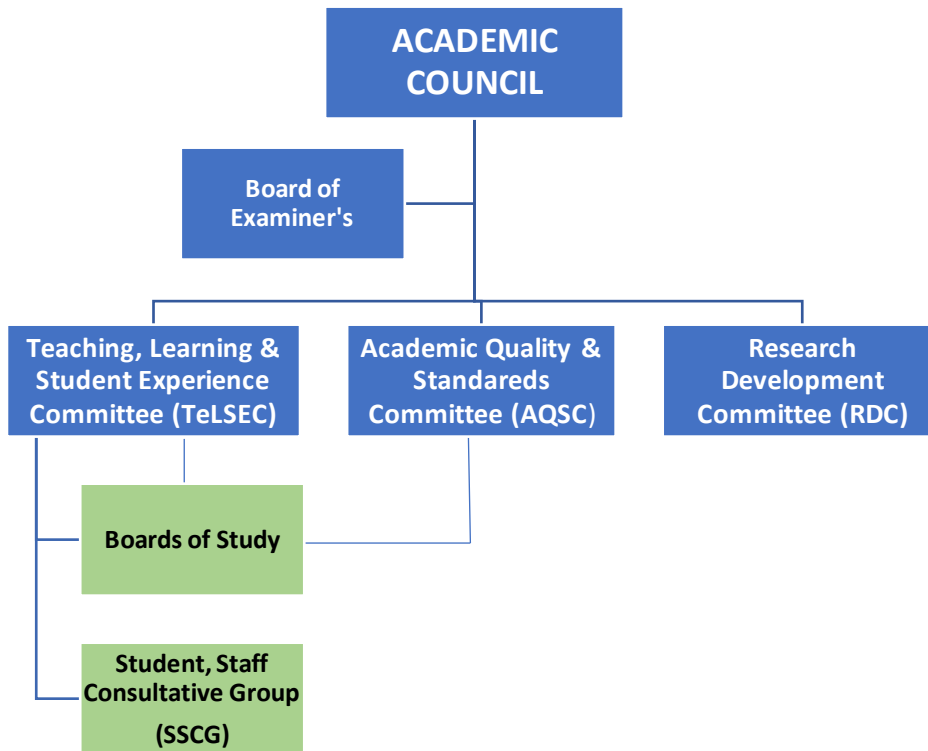 ACADEMIC
COUNCIL
Board of
Examiner's
Teaching, Learning &
Student Experience
Committee (TeLSEC)
Academic Quality &
Standareds
Committee (AQSC)
Research
Development
Committee (RDC)
Boards of Study
Student, Staff
Consultative Group
(SSCG)